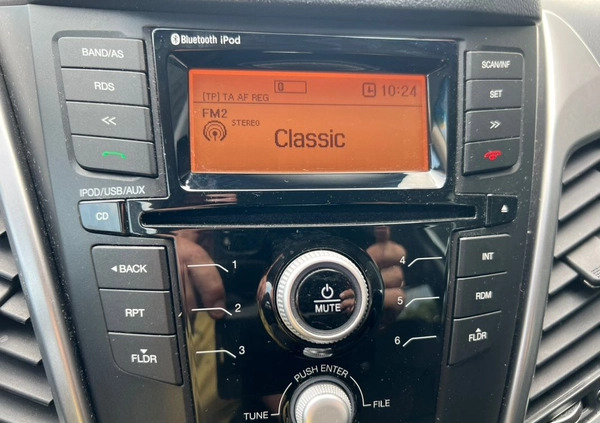 Bluetooth iPod
BAND/AS
SCAN/INF
10:24
[TP] TA AF REG
RDS
SET
FM2
STEREO
Classic
IPOD/USB/AUX
CD
BACK
1
4
INT
RPT
2
MUTE
5
RDM
FLDR
3
6
FLDR
PUSH ENTER
TUNE
FILE